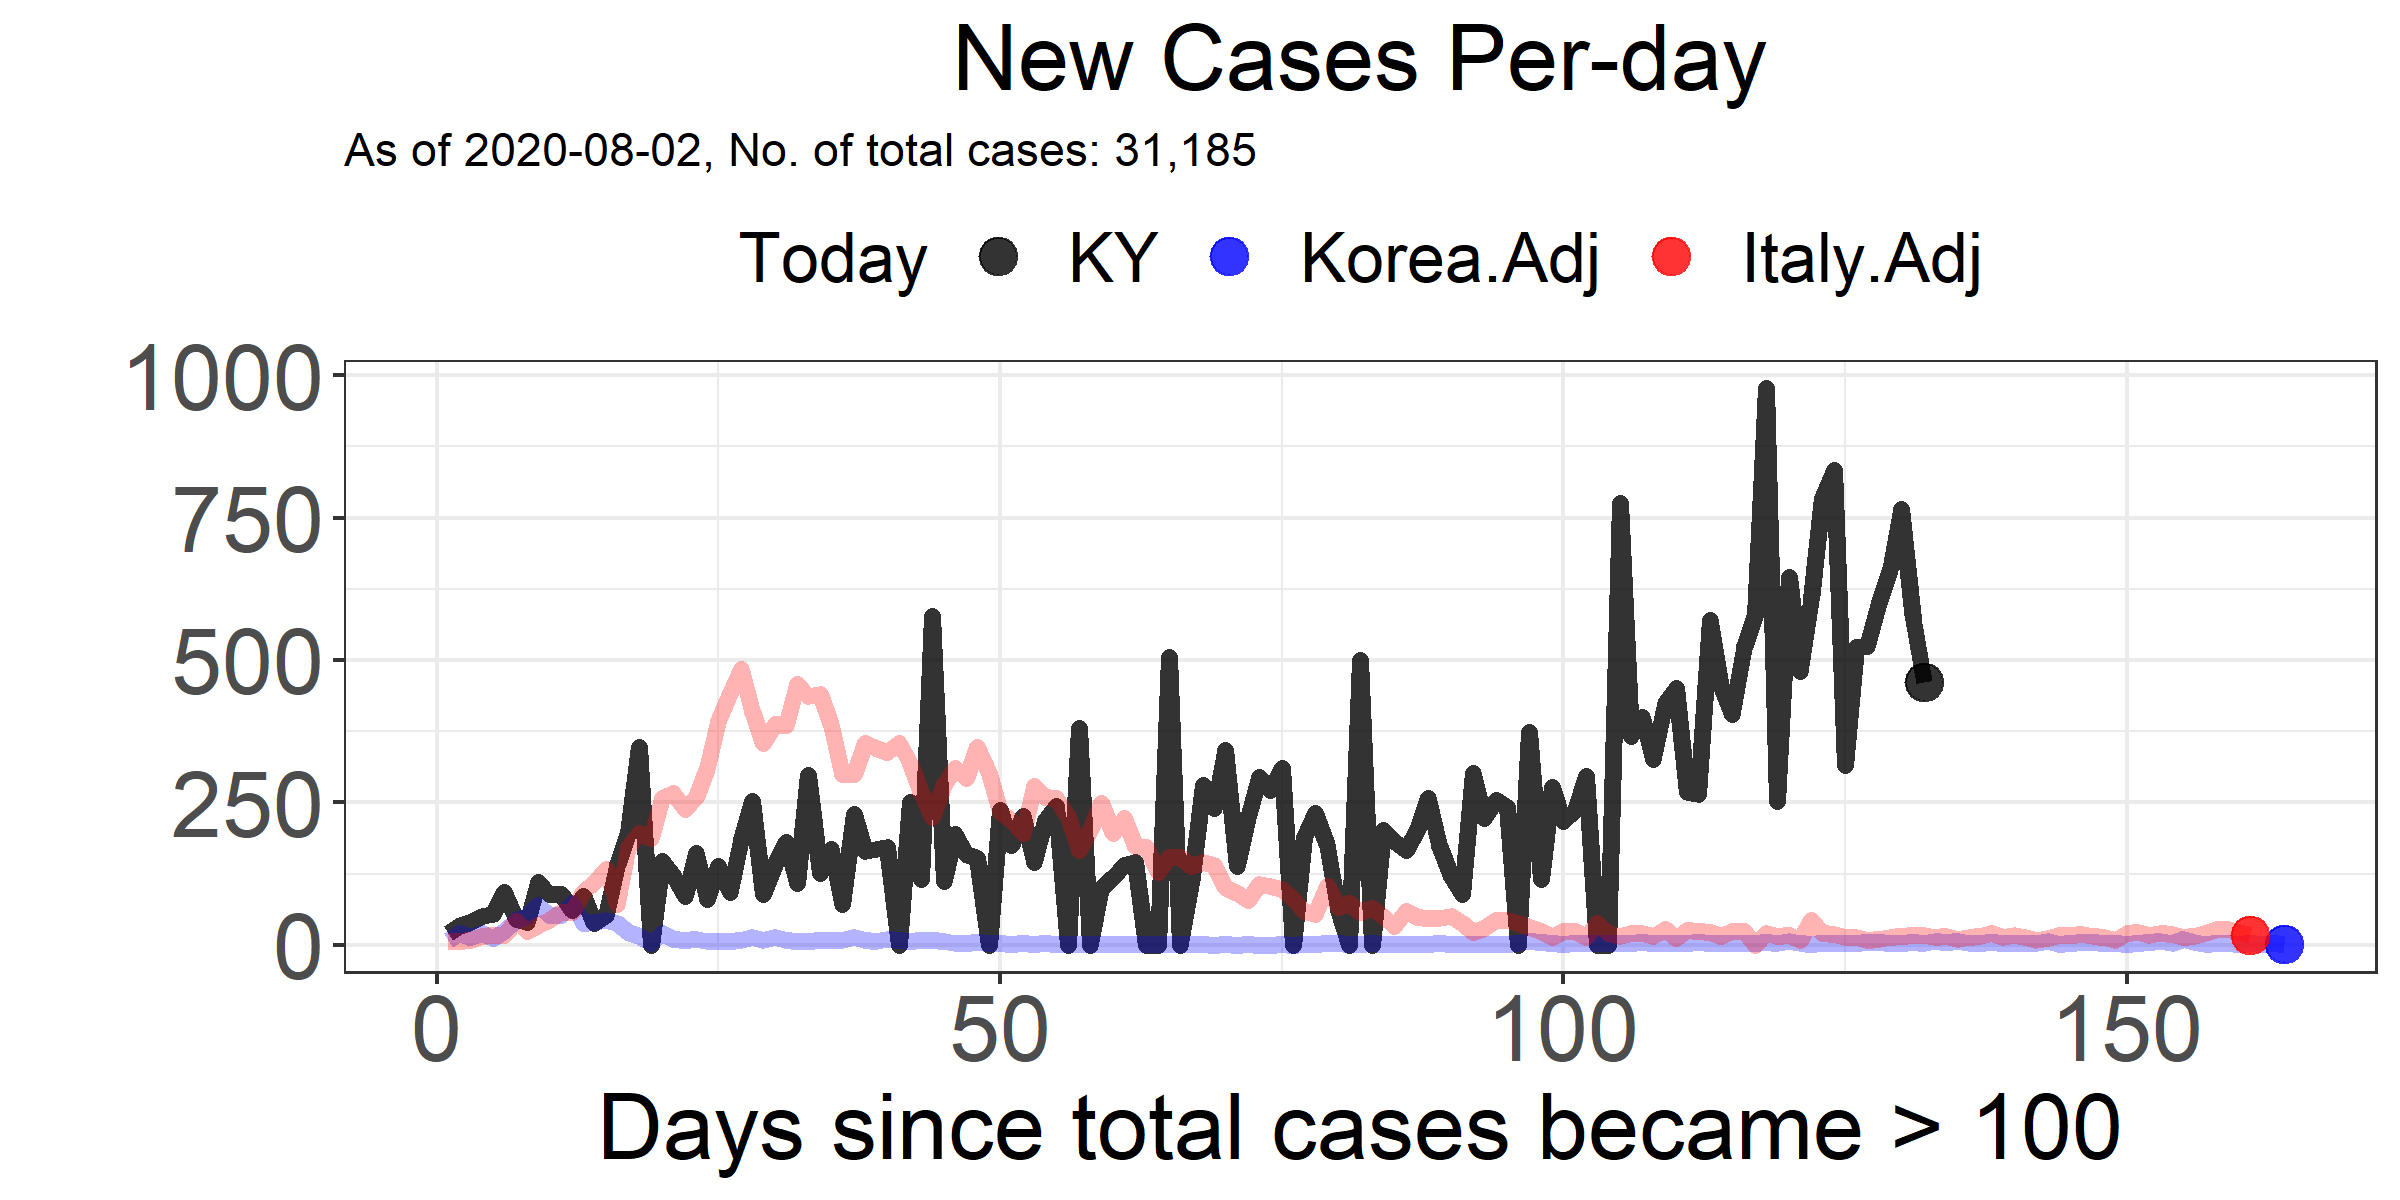 New Cases Per-day
As of 2020-08-02, No. of total cases: 31,185
Today KY Korea.Adj Italy.Adj
1000
750
500
250
0
0 50 100 150
Days since total cases became > 100